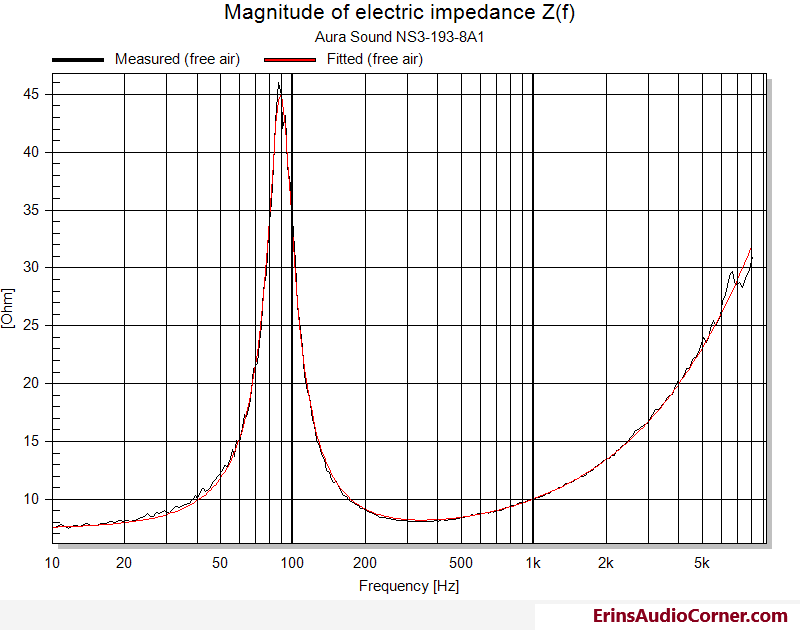 Magnitude of electric impedance Z(f)
Aura Sound NS3-193-8A1
Measured (free air) Fitted (free air)
45
40
35
30
25
20
15
10
[Ohm]
10 20 50 100 200 500 1k 2k 5k
Frequency [Hz]
ErinsAudioCorner.com